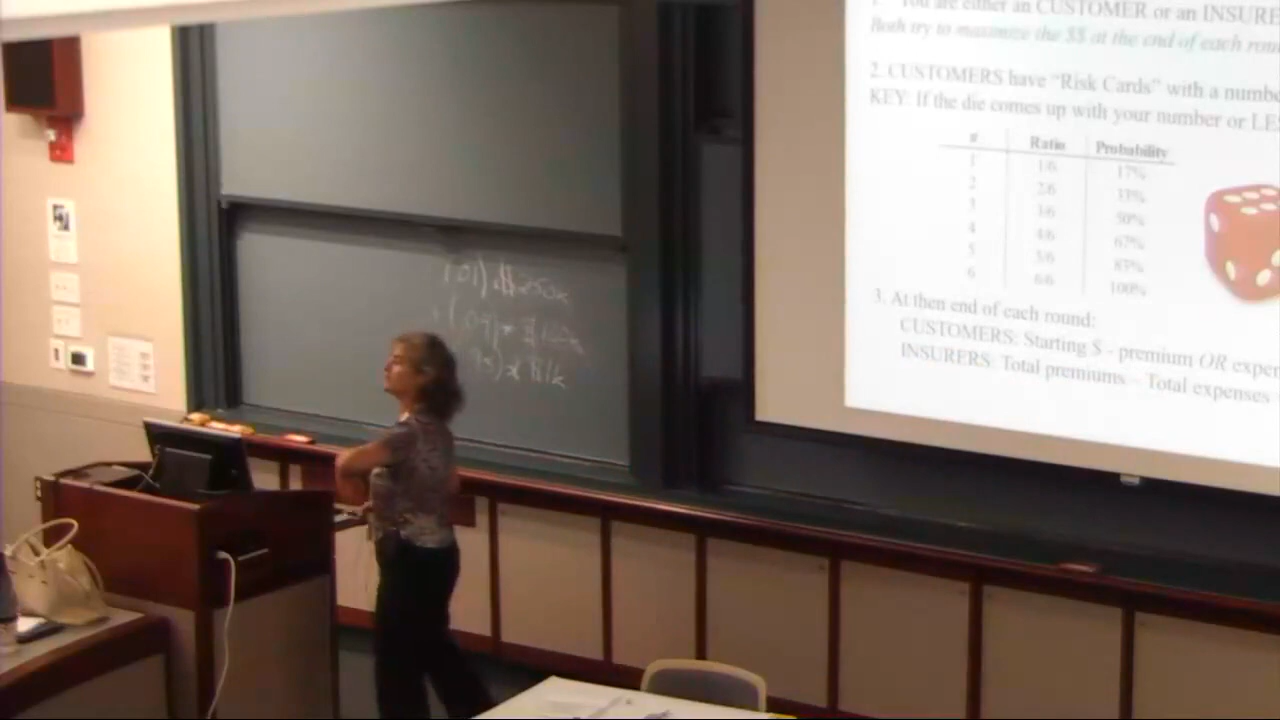 1. You are either an CUSTOMER or an INSURE
Both try to maximize the $$ at the end of each rou
2. CUSTOMERS have “Risk Cards” with a numbe
KEY: If the die comes up with your number or LE
# Ratio Probability
1 1/6 17%
2 2/6 33%
3 3/6 50%
4 4/6 67%
5 5/6 83%
6 6/6 100%
3. At then end of each round:
CUSTOMERS: Starting $ - premium OR expen
INSURERS: Total premiums – Total expenses
(.01) $250k